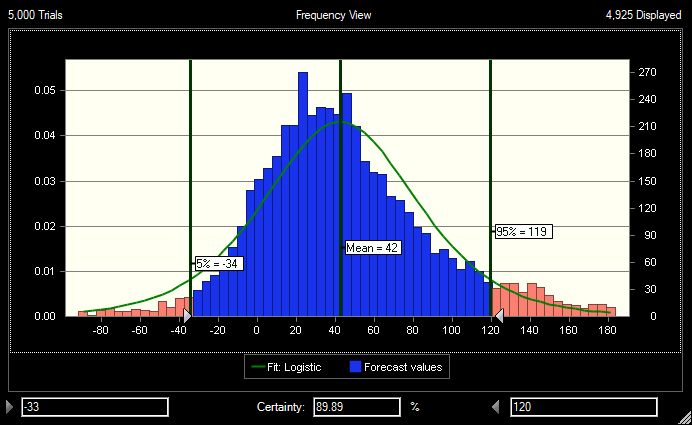 5,000 Trials Frequency View 4,925 Displayed
0.05
0.04
0.03
0.02
0.01
0.00
270
240
210
180
150
120
90
60
30
0
5% = -34
Mean = 42
95% = 119
-80 -60 -40 -20 0 20 40 60 80 100 120 140 160 180
Fit: Logistic Forecast values
-33 Certainty: 89.89 % 120